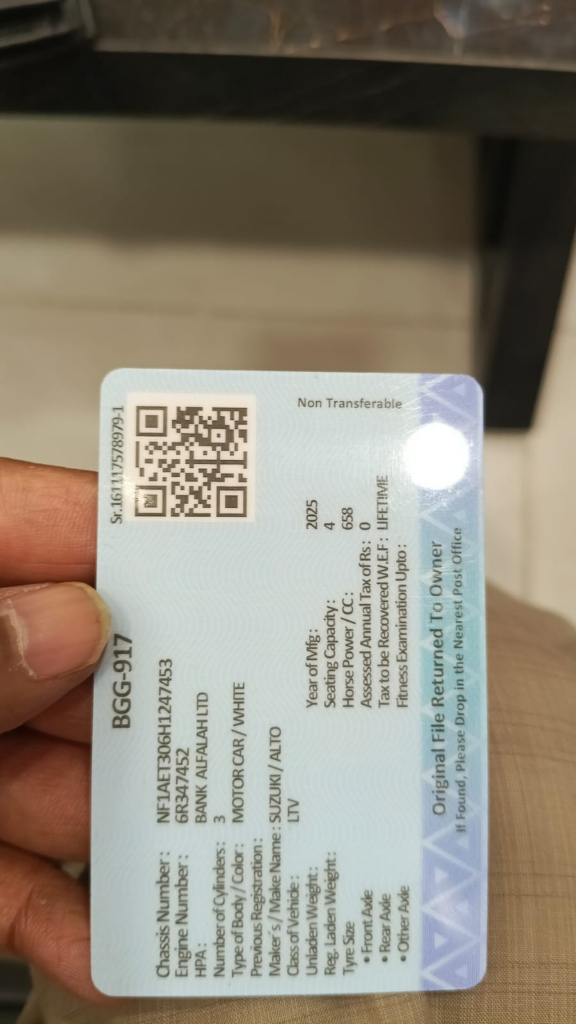 Sr.161117578979-1
BGG-917
Non Transferable
Chassis Number : NF1AET306H1247453
Engine Number : 6R347452
HPA : BANK ALFALAH LTD
Number of Cylinders : 3
Type of Body / Color : MOTOR CAR / WHITE
Previous Registration :
Maker's / Make Name : SUZUKI / ALTO
Class of Vehicle : LTV
Unladen Weight :
Reg. Laden Weight :
Tyre Size
• Front Axle
• Rear Axle
• Other Axle
Year of Mfg : 2025
Seating Capacity : 4
Horse Power / CC : 658
Assessed Annual Tax of Rs : 0
Tax to be Recovered W.E.F : LIFETIME
Fitness Examination Upto :
Original File Returned To Owner
If Found, Please Drop in the Nearest Post Office